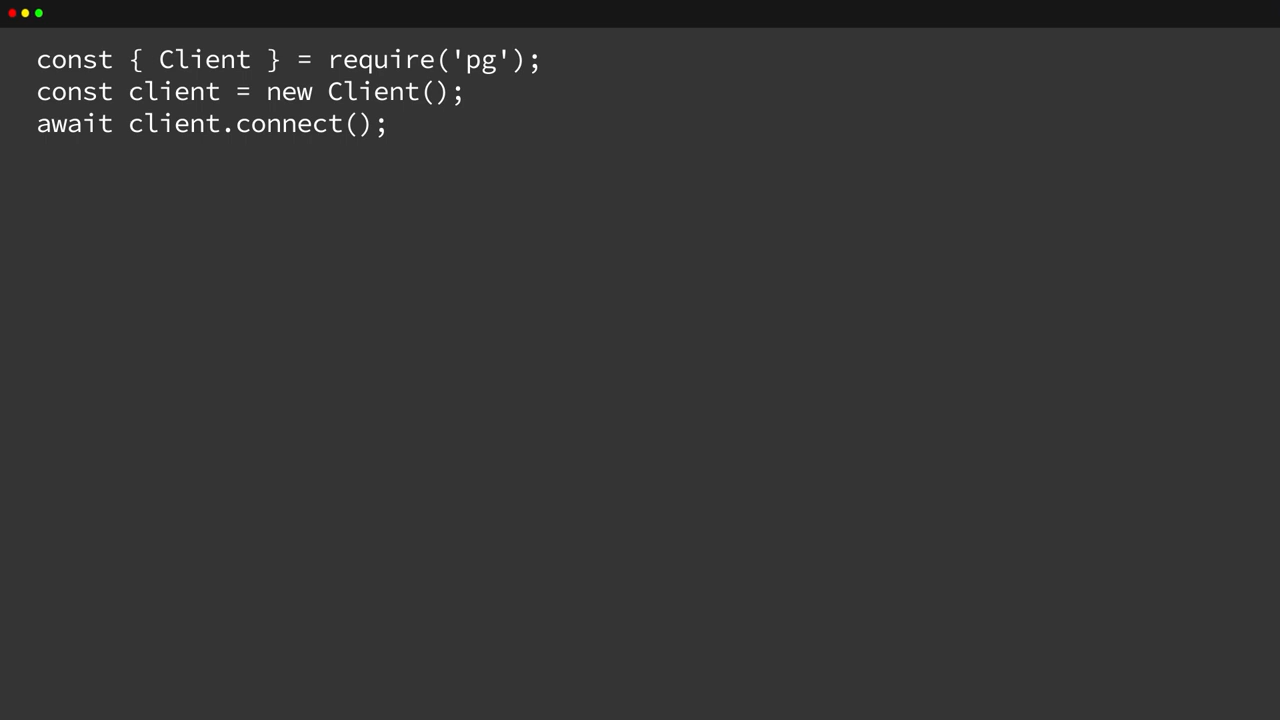 const { Client } = require('pg');
const client = new Client();
await client.connect();